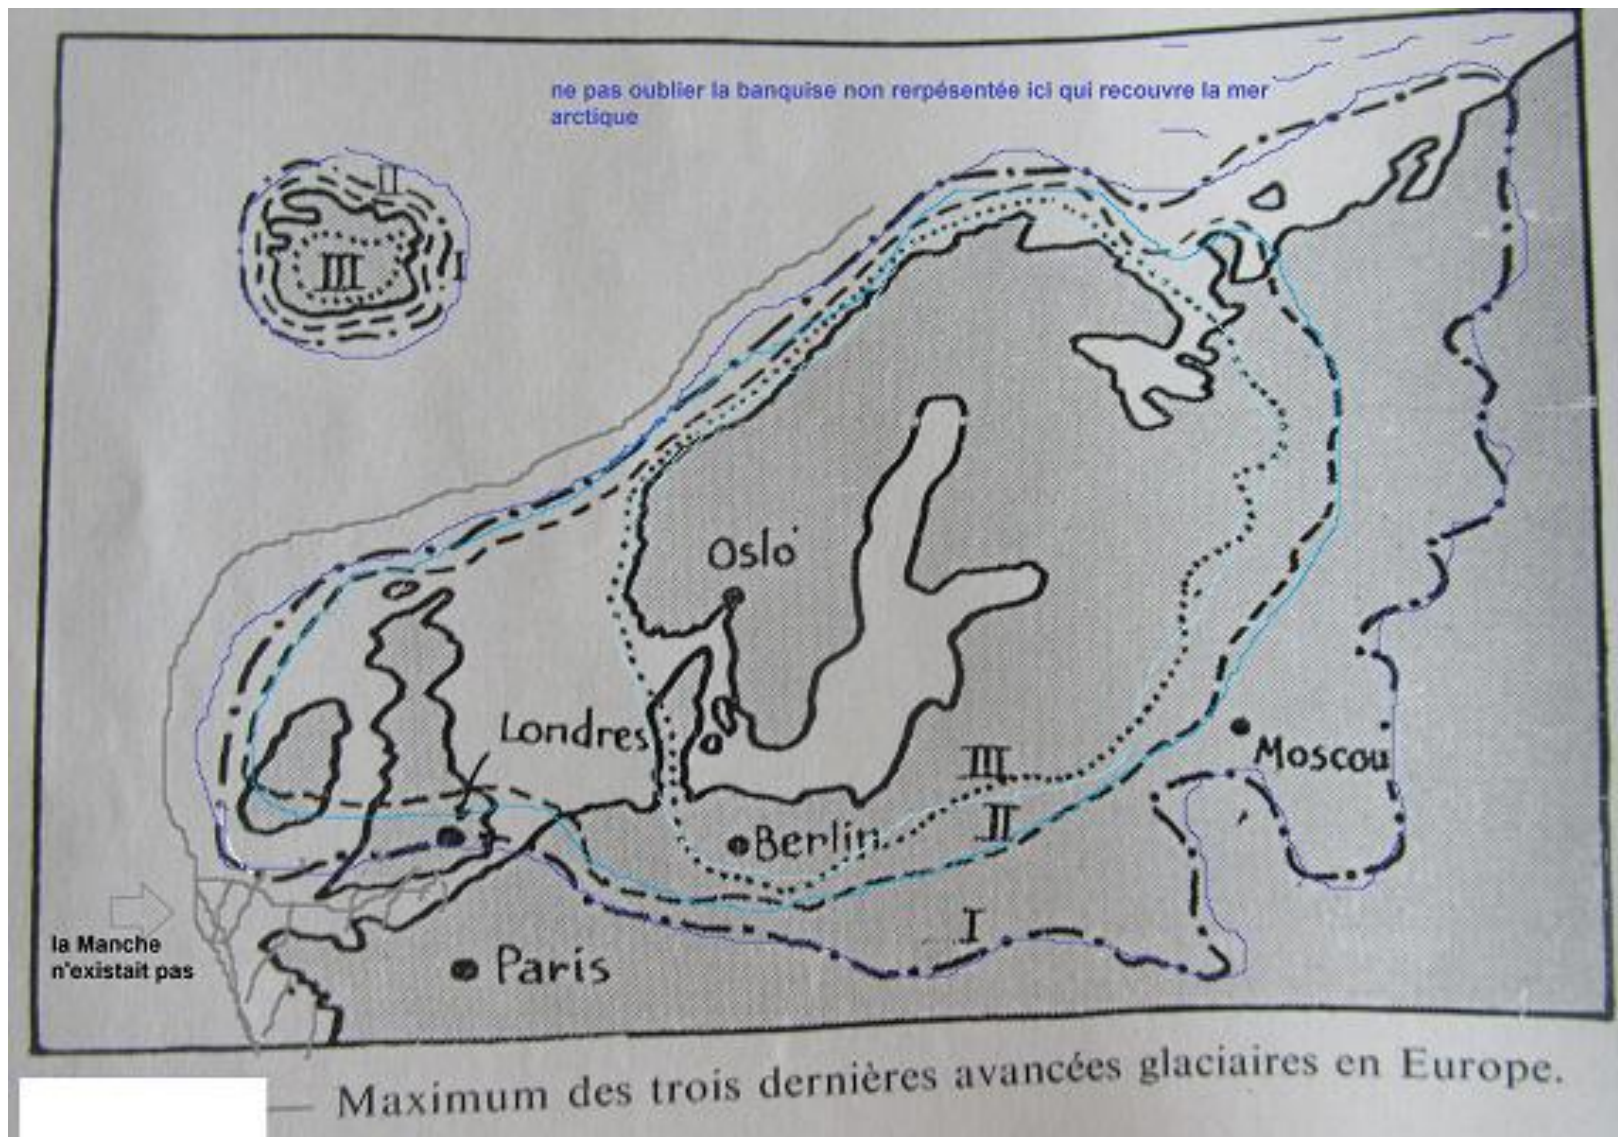 ne pas oublier la banquise non rerpésentée ici qui recouvre la mer
arctique
II
I
III
Oslo
Londres
III
Moscou
II
Berlin
I
la Manche
n'existait pas
Paris
— Maximum des trois dernières avancées glaciaires en Europe.